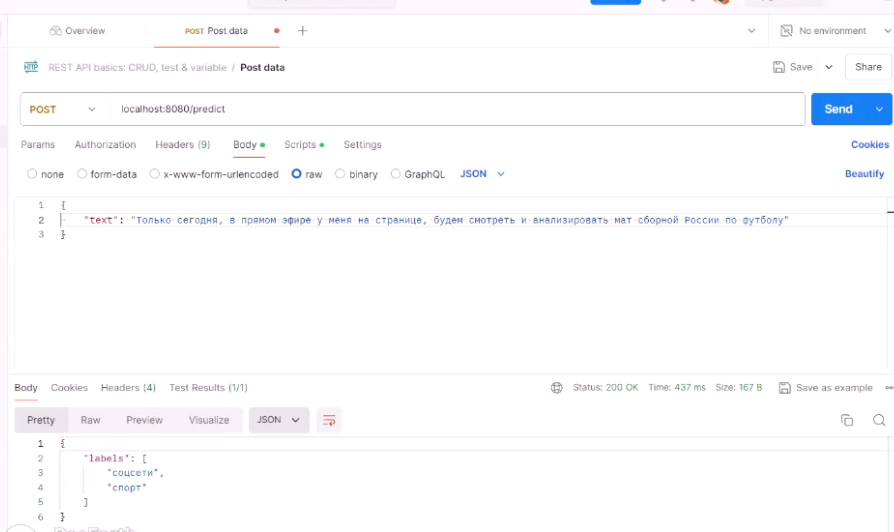 Overview POST Post data No environment
HTTP REST API basics: CRUD, test & variable / Post data Save Share
POST localhost:8080/predict Send
Params Authorization Headers (9) Body Scripts Settings Cookies
none form-data x-www-form-urlencoded raw binary GraphQL JSON Beautify
1 {
2 "text": "Только сегодня, в прямом эфире у меня на странице, будем смотреть и анализировать мат сборной России по футболу"
3 }
Body Cookies Headers (4) Test Results (1/1) Status: 200 OK Time: 437 ms Size: 167 B Save as example
Pretty Raw Preview Visualize JSON
1 {
2 "labels": [
3 "соцсети",
4 "спорт"
5 ]
6 }